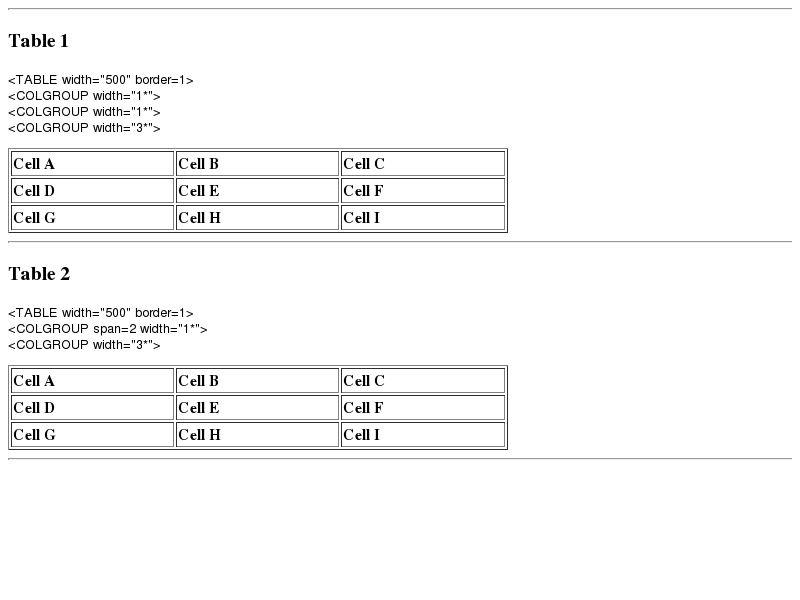 Table 1
<TABLE width="500" border=1>
<COLGROUP width="1*">
<COLGROUP width="1*">
<COLGROUP width="3*">
Cell A Cell B Cell C
Cell D Cell E Cell F
Cell G Cell H Cell I
Table 2
<TABLE width="500" border=1>
<COLGROUP span=2 width="1*">
<COLGROUP width="3*">
Cell A Cell B Cell C
Cell D Cell E Cell F
Cell G Cell H Cell I